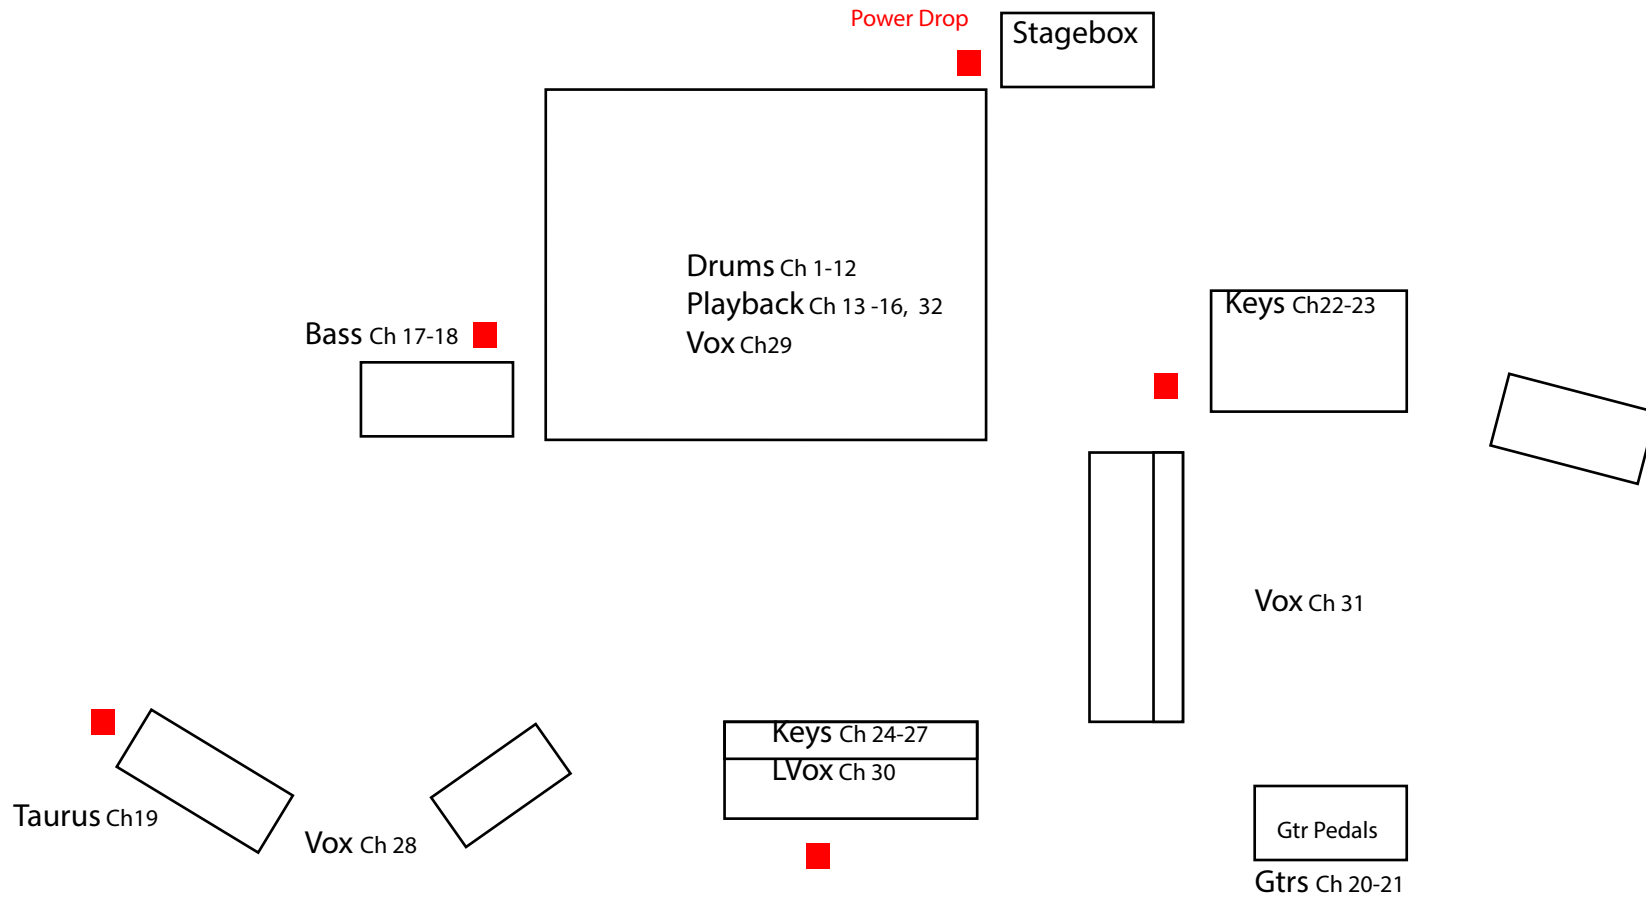 Power Drop
Stagebox
Drums Ch 1-12
Playback Ch 13 -16, 32
Vox Ch29
Bass Ch 17-18
Keys Ch22-23
Vox Ch 31
Keys Ch 24-27
LVox Ch 30
Taurus Ch19
Vox Ch 28
Gtr Pedals
Gtrs Ch 20-21